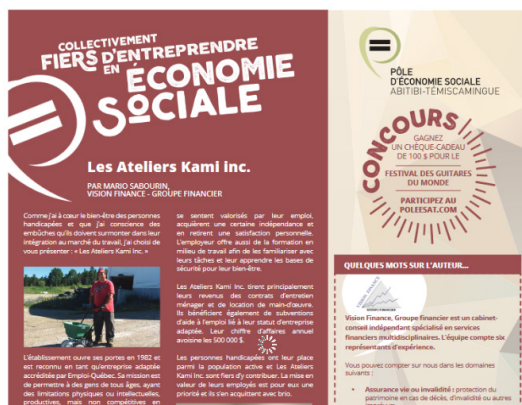 COLLECTIVEMENT
FIERS D'ENTREPRENDRE
EN ÉCONOMIE
SOCIALE
Les Ateliers Kami inc.
PAR MARIO SABOURIN,
VISION FINANCE - GROUPE FINANCIER
Comme j'ai à cœur le bien-être des personnes
handicapées et que j'ai conscience des
embûches qu'ils doivent surmonter dans leur
intégration au marché du travail, j'ai choisi de
vous présenter : « Les Ateliers Kami Inc. »
L'établissement ouvre ses portes en 1982 et
est reconnu en tant qu'entreprise adaptée
accréditée par Emploi-Québec. Sa mission est
de permettre à des gens de tous âges, ayant
des limitations physiques ou intellectuelles,
productives, mais non compétitives en
se sentent valorisés par leur emploi,
acquièrent une certaine indépendance et
en retirent une satisfaction personnelle.
L'employeur offre aussi de la formation en
milieu de travail afin de les familiariser avec
leurs tâches et leur apprendre les bases de
sécurité pour leur bien-être.
Les Ateliers Kami Inc. tirent principalement
leurs revenus des contrats d'entretien
ménager et de location de main-d'œuvre.
Ils bénéficient également de subventions
d'aide à l'emploi lié à leur statut d'entreprise
adaptée. Leur chiffre d'affaires annuel
avoisine les 500 000 $.
Les personnes handicapées ont leur place
parmi la population active et Les Ateliers
Kami Inc. sont fiers d'y contribuer. La mise en
valeur de leurs employés est pour eux une
priorité et ils s'en acquittent avec brio.
PÔLE
D'ÉCONOMIE SOCIALE
ABITIBI-TÉMISCAMINGUE
CONCOURS
GAGNEZ
UN CHÈQUE-CADEAU
DE 100 $ POUR LE
FESTIVAL DES GUITARES
DU MONDE
PARTICIPEZ AU
POLEESAT.COM
QUELQUES MOTS SUR L'AUTEUR...
Vision Finance, Groupe financier est un cabinet-
conseil indépendant spécialisé en services
financiers multidisciplinaires. L'équipe compte six
représentants d'expérience.
Vous pouvez compter sur nous dans les domaines
suivants :
• Assurance vie ou invalidité : protection du
patrimoine en cas de décès, d'invalidité ou autres